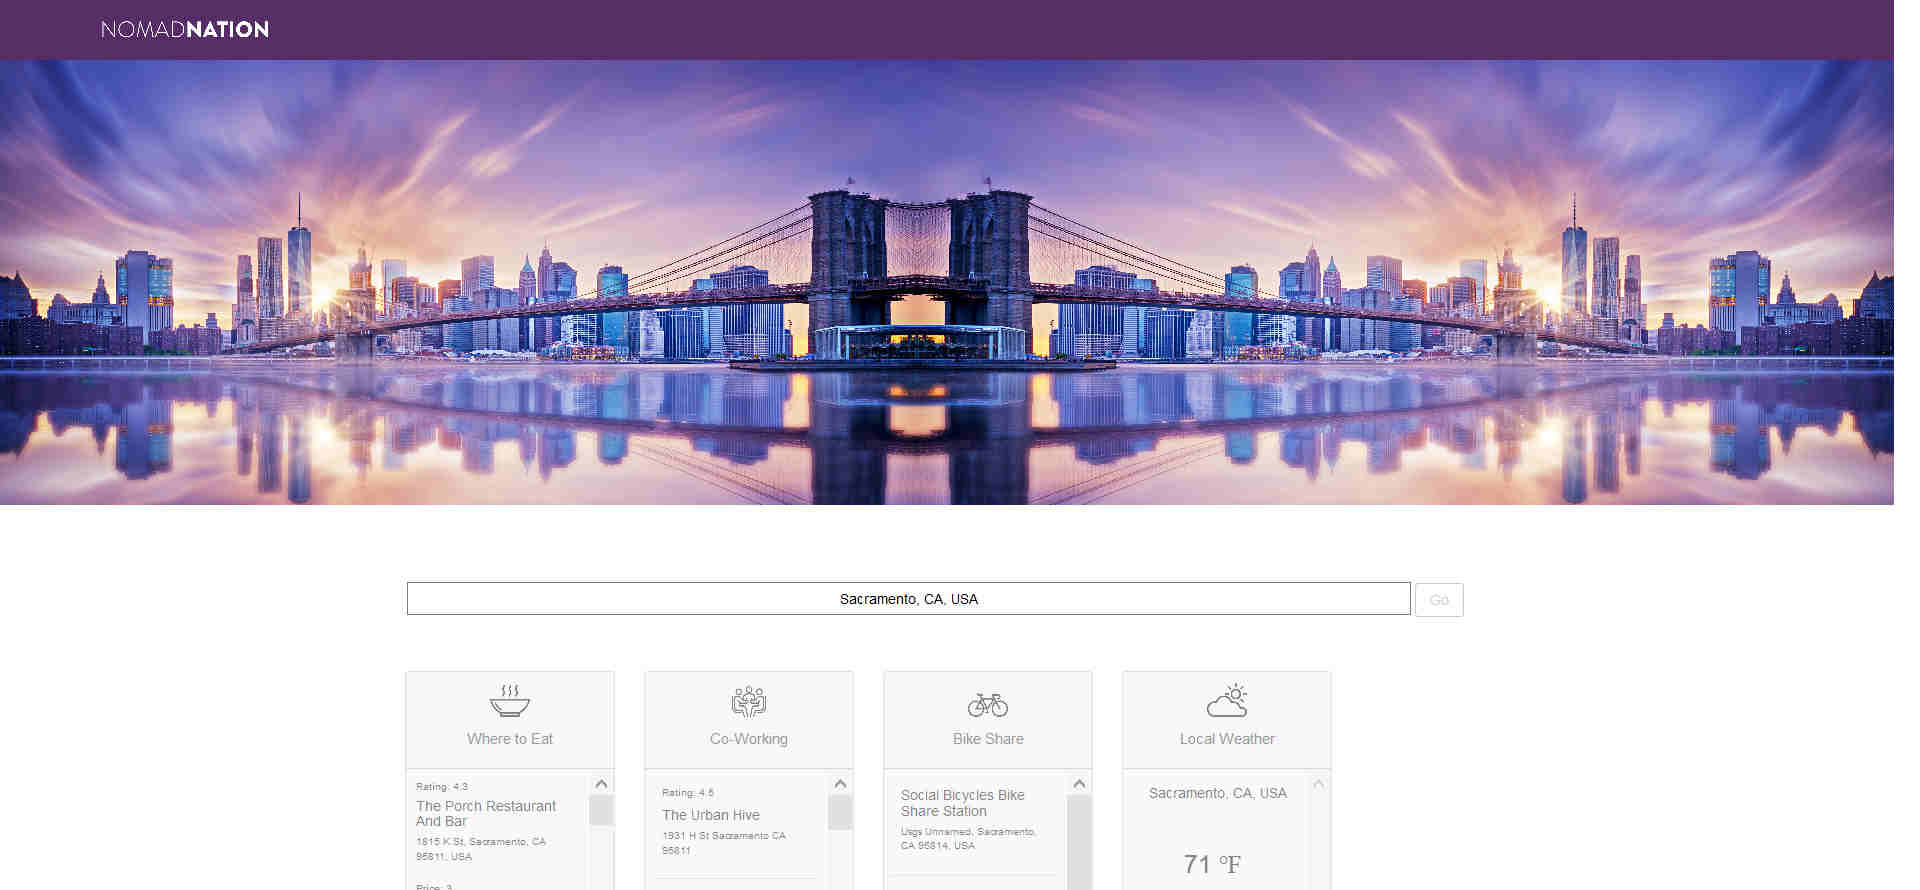 NOMADNATION
Sacramento, CA, USA
Go
Where to Eat
Rating: 4.3
The Porch Restaurant
And Bar
1815 K St, Sacramento, CA
95811, USA
Price: 3
Co-Working
Rating: 4.5
The Urban Hive
1931 H St Sacramento CA
95811
Bike Share
Social Bicycles Bike
Share Station
Usgs Unnamed, Sacramento,
CA 95814, USA
Local Weather
Sacramento, CA, USA
71 °F